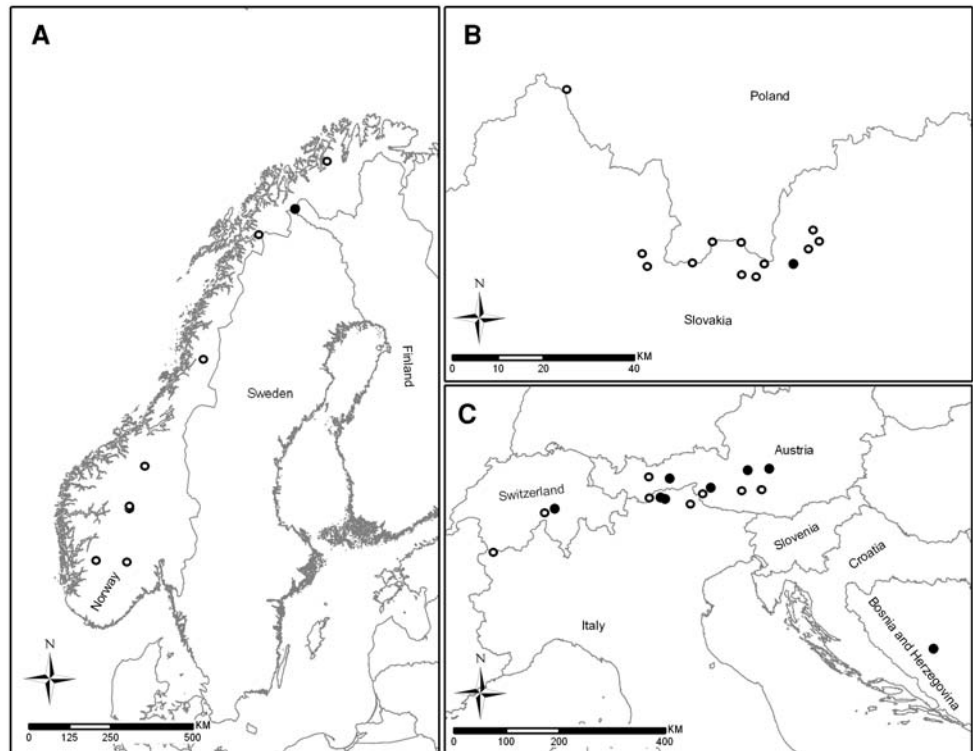 A
Finland
Sweden
Norway
N
KM
0 125 250 500
B
Poland
Slovakia
N
KM
0 10 20 40
C
Austria
Switzerland
Slovenia
Croatia
Bosnia and Herzegovina
Italy
N
KM
0 100 200 400